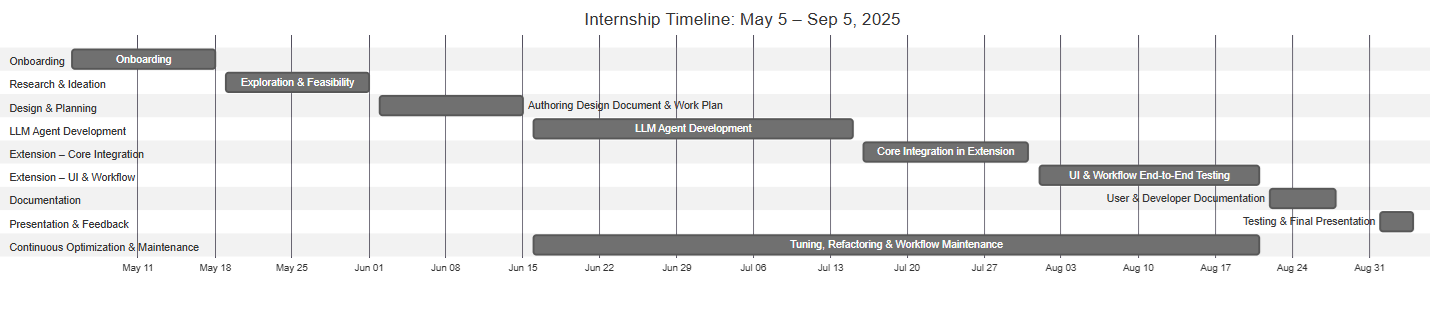 Internship Timeline: May 5 – Sep 5, 2025
Onboarding
Onboarding
Research & Ideation
Exploration & Feasibility
Design & Planning
Authoring Design Document & Work Plan
LLM Agent Development
LLM Agent Development
Extension – Core Integration
Core Integration in Extension
Extension – UI & Workflow
UI & Workflow End-to-End Testing
Documentation
User & Developer Documentation
Presentation & Feedback
Testing & Final Presentation
Continuous Optimization & Maintenance
Tuning, Refactoring & Workflow Maintenance
May 11
May 18
May 25
Jun 01
Jun 08
Jun 15
Jun 22
Jun 29
Jul 06
Jul 13
Jul 20
Jul 27
Aug 03
Aug 10
Aug 17
Aug 24
Aug 31